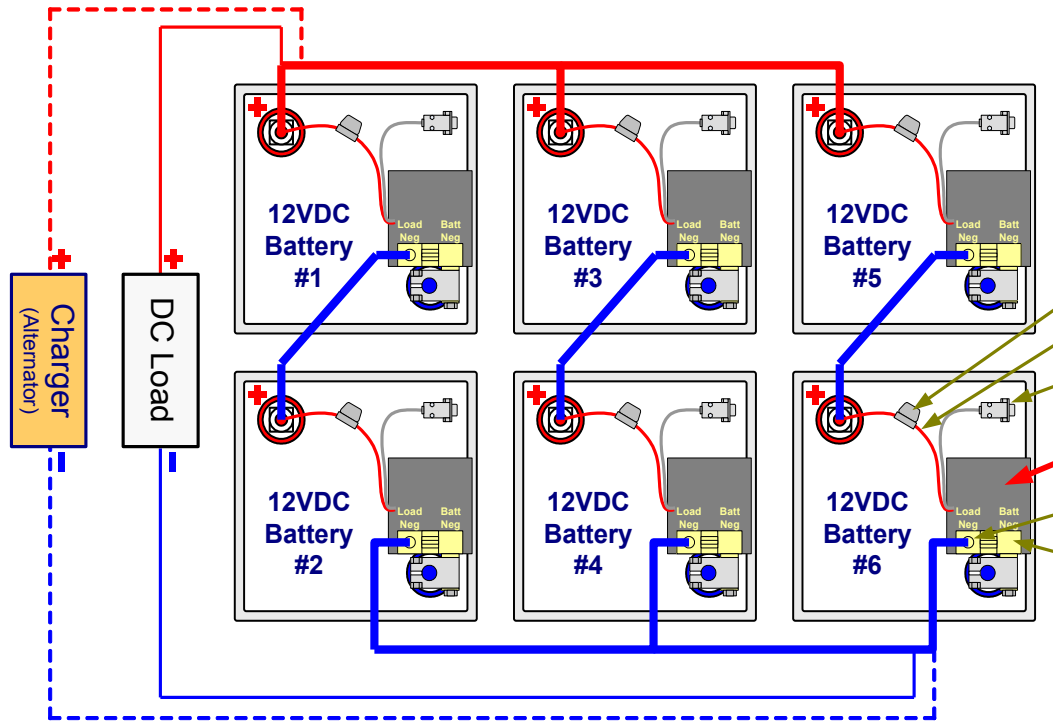 +
12VDC
Battery
#1
Load Batt
Neg Neg
+
12VDC
Battery
#3
Load Batt
Neg Neg
+
12VDC
Battery
#5
Load Batt
Neg Neg
+
Charger
(Alternator)
-
+
DC Load
-
+
12VDC
Battery
#2
Load Batt
Neg Neg
+
12VDC
Battery
#4
Load Batt
Neg Neg
+
12VDC
Battery
#6
Load Batt
Neg Neg